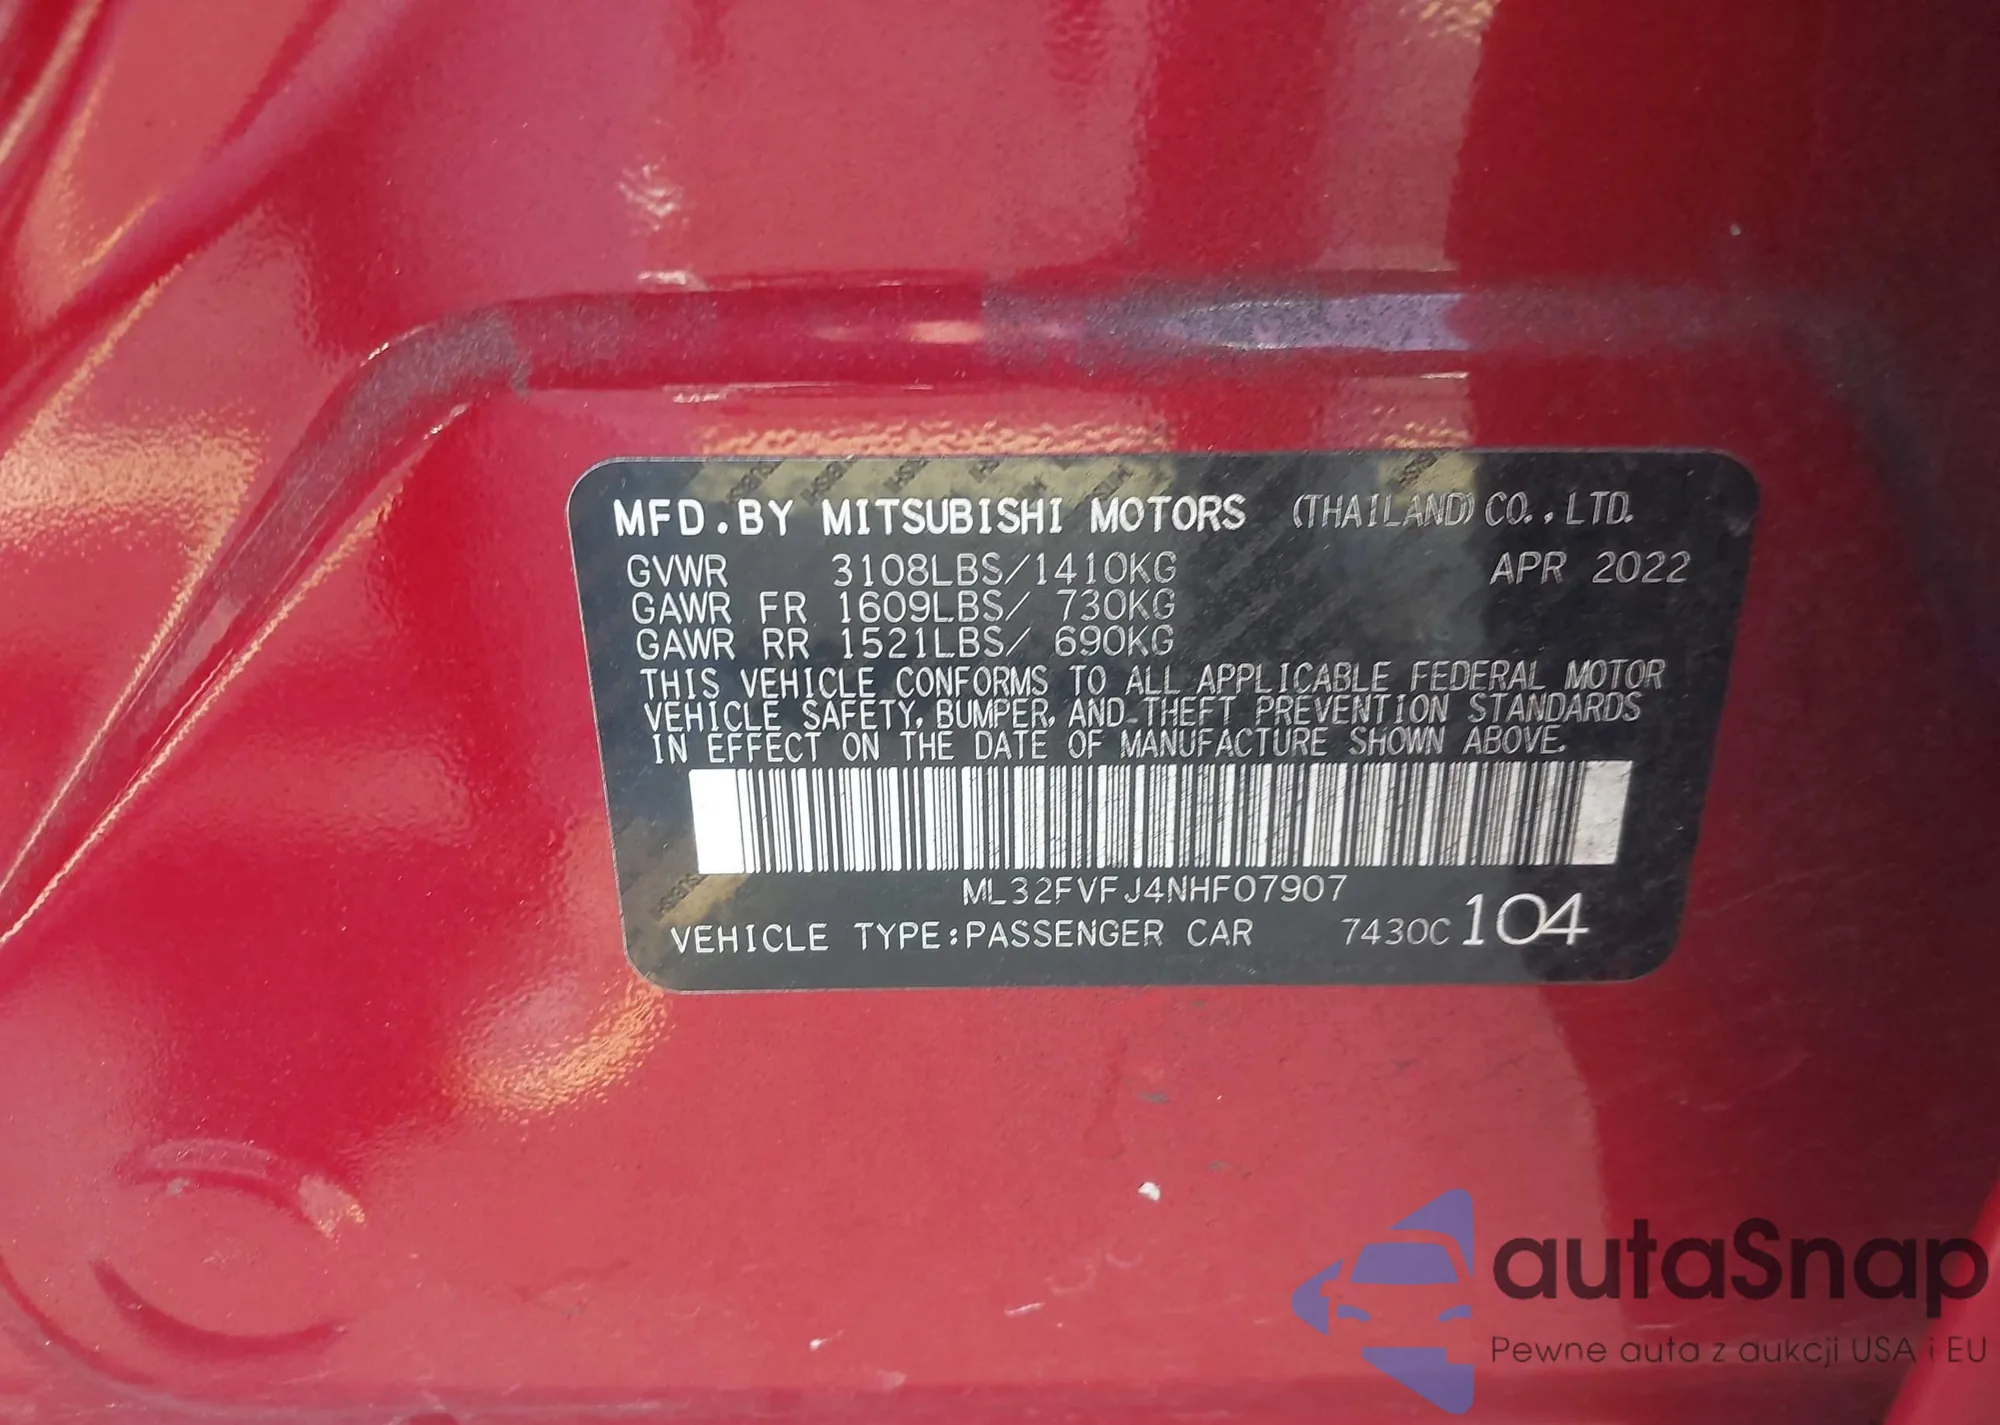 MFD.BY MITSUBISHI MOTORS (THAILAND) CO.,LTD.
GVWR 3108LBS/1410KG APR 2022
GAWR FR 1609LBS/ 730KG
GAWR RR 1521LBS/ 690KG
THIS VEHICLE CONFORMS TO ALL APPLICABLE FEDERAL MOTOR
VEHICLE SAFETY, BUMPER, AND THEFT PREVENTION STANDARDS
IN EFFECT ON THE DATE OF MANUFACTURE SHOWN ABOVE.
ML32FVFJ4NHF07907
VEHICLE TYPE:PASSENGER CAR 7430C 104
autaSnap
Pewne auta z aukcji USA i EU